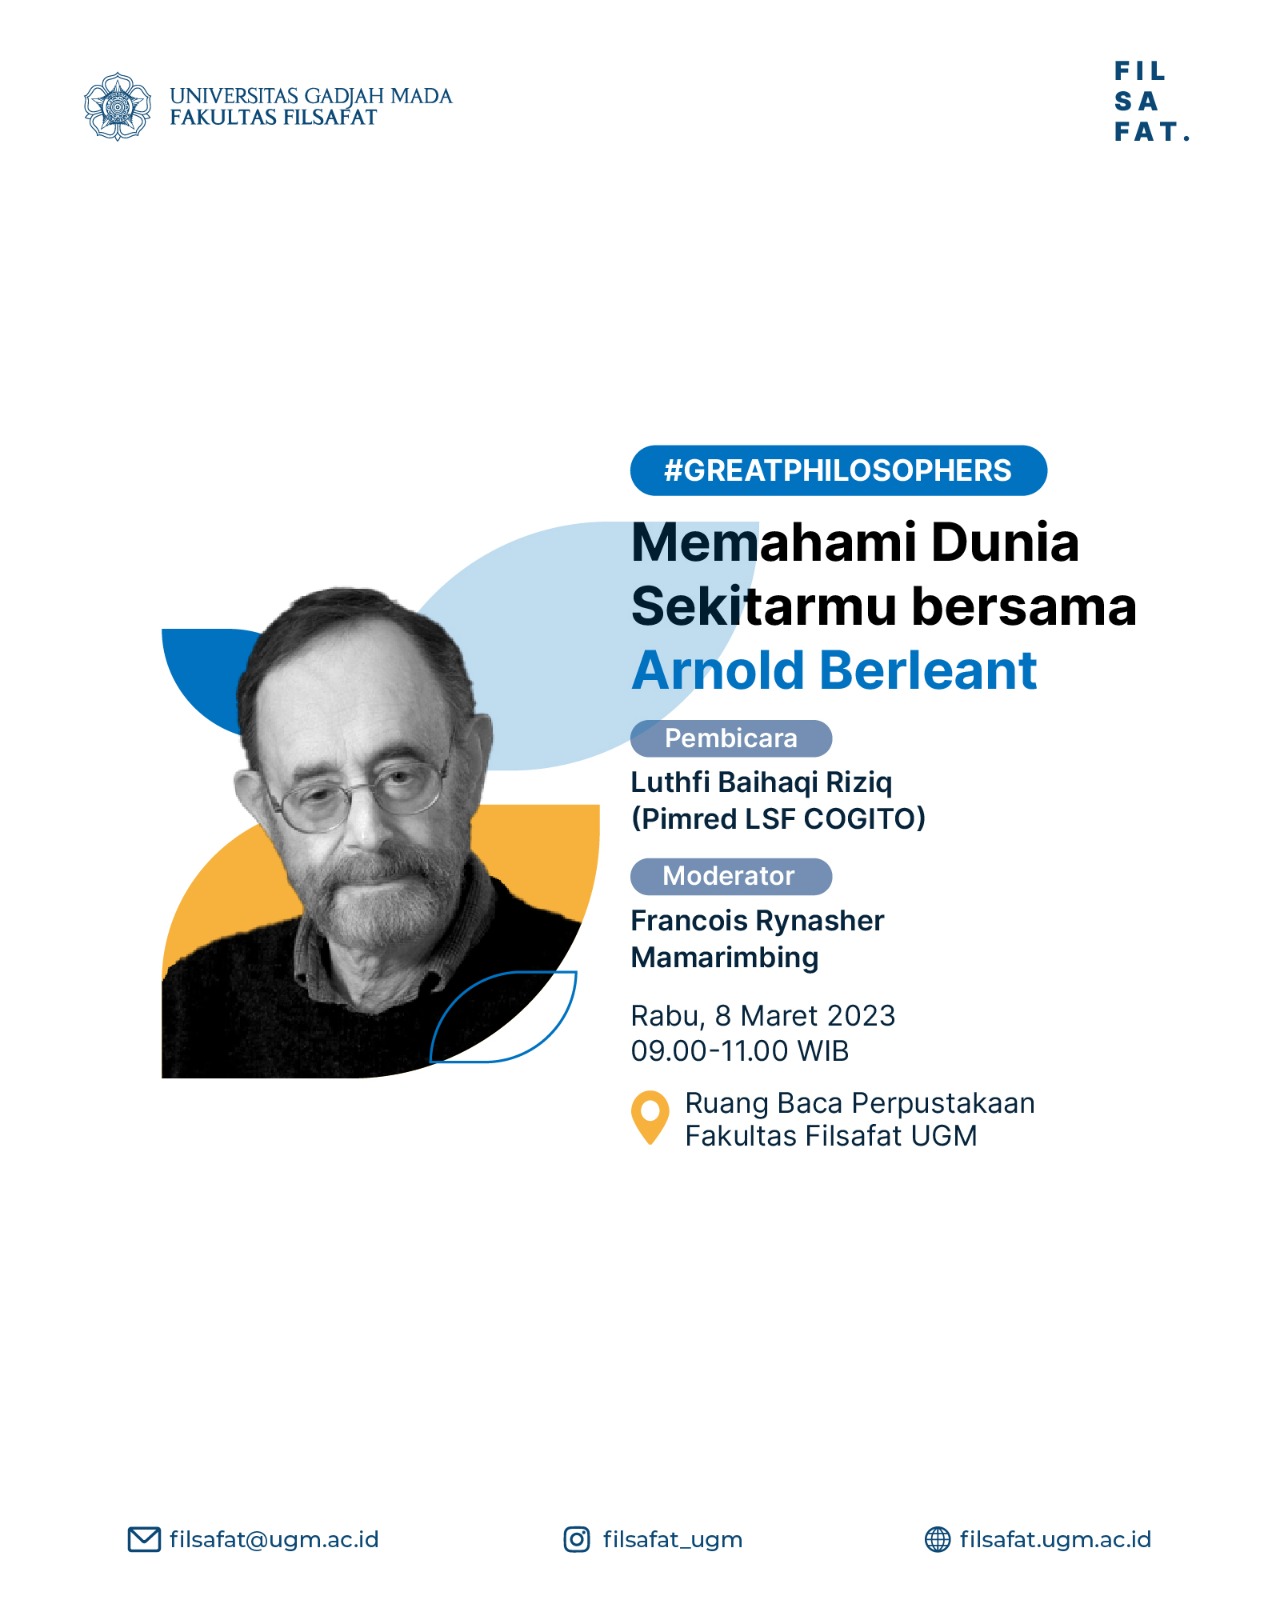 UNIVERSITAS GADJAH MADA
FAKULTAS FILSAFAT
FIL
SA
FAT.
#GREATPHILOSOPHERS
Memahami Dunia
Sekitarmu bersama
Arnold Berleant
Pembicara
Luthfi Baihaqi Riziq
(Pimred LSF COGITO)
Moderator
Francois Rynasher
Mamarimbing
Rabu, 8 Maret 2023
09.00-11.00 WIB
Ruang Baca Perpustakaan
Fakultas Filsafat UGM
filsafat@ugm.ac.id
filsafat_ugm
filsafat.ugm.ac.id